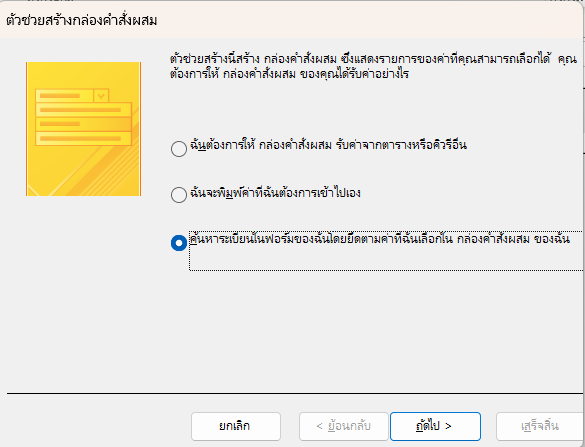 ตัวช่วยสร้างกล่องคำสั่งผสม
ตัวช่วยสร้างนี้สร้าง กล่องคำสั่งผสม ซึ่งแสดงรายการของค่าที่คุณสามารถเลือกได้ คุณ
ต้องการให้ กล่องคำสั่งผสม ของคุณได้รับค่าอย่างไร
ฉันต้องการให้ กล่องคำสั่งผสม รับค่าจากตารางหรือคิวรีอื่น
ฉันจะพิมพ์ค่าที่ฉันต้องการเข้าไปเอง
ค้นหาระเบียนในฟอร์มของฉันโดยยึดตามค่าที่ฉันเลือกใน กล่องคำสั่งผสม ของฉัน
ยกเลิก < ย้อนกลับ ถัดไป > เสร็จสิ้น